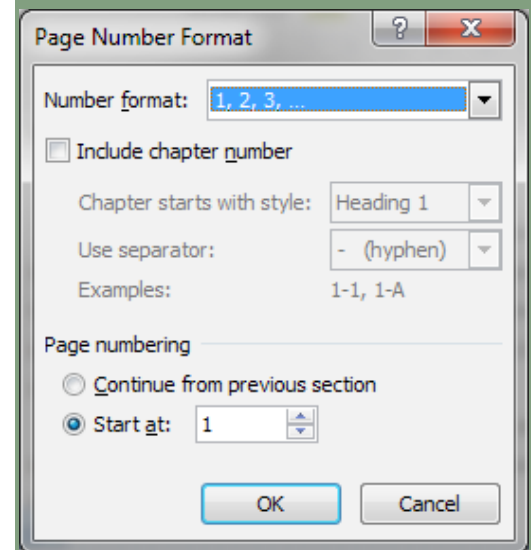 Page Number Format
Number format: 1, 2, 3, ...
Include chapter number
Chapter starts with style: Heading 1
Use separator: - (hyphen)
Examples: 1-1, 1-A
Page numbering
Continue from previous section
Start at: 1
OK Cancel